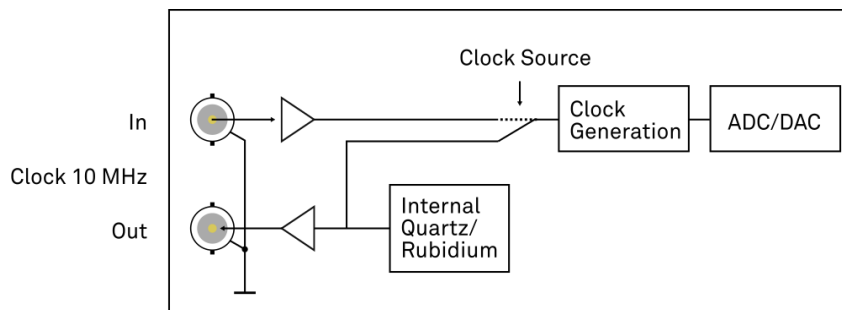 Clock Source
In
Clock
Generation
ADC/DAC
Clock 10 MHz
Out
Internal
Quartz/
Rubidium